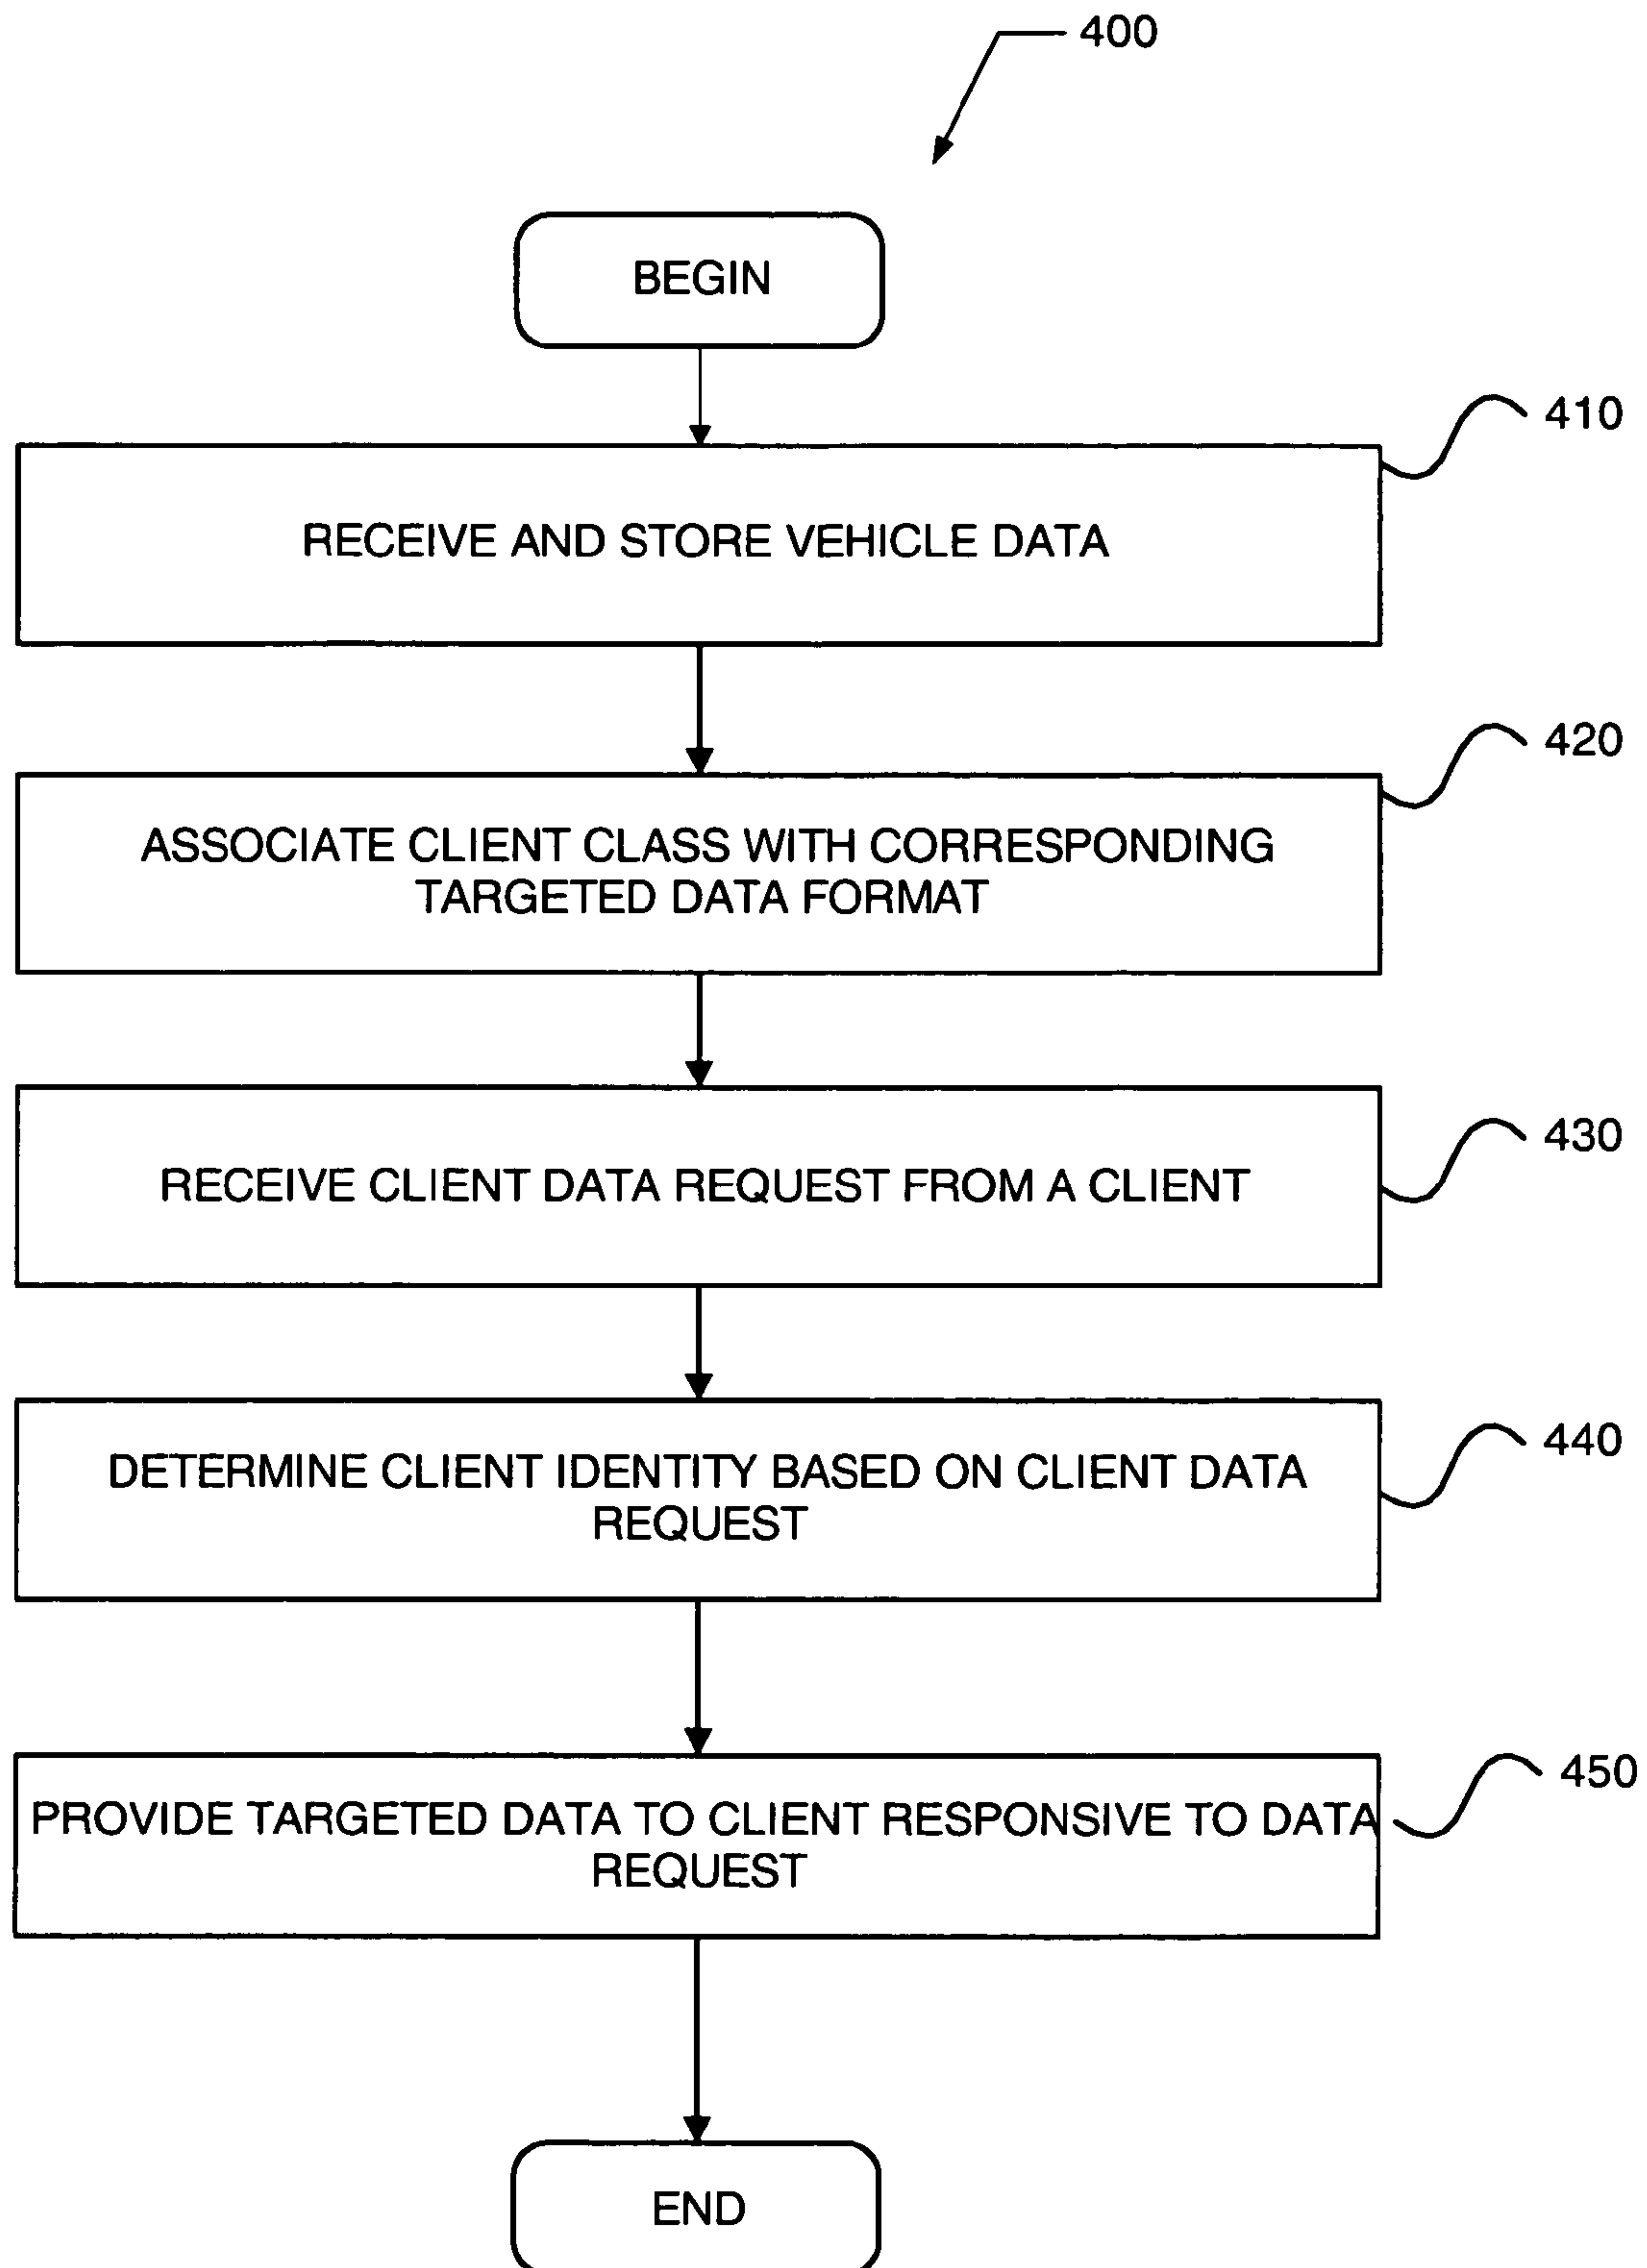 400
BEGIN
410
RECEIVE AND STORE VEHICLE DATA
420
ASSOCIATE CLIENT CLASS WITH CORRESPONDING
TARGETED DATA FORMAT
430
RECEIVE CLIENT DATA REQUEST FROM A CLIENT
440
DETERMINE CLIENT IDENTITY BASED ON CLIENT DATA
REQUEST
450
PROVIDE TARGETED DATA TO CLIENT RESPONSIVE TO DATA
REQUEST
END